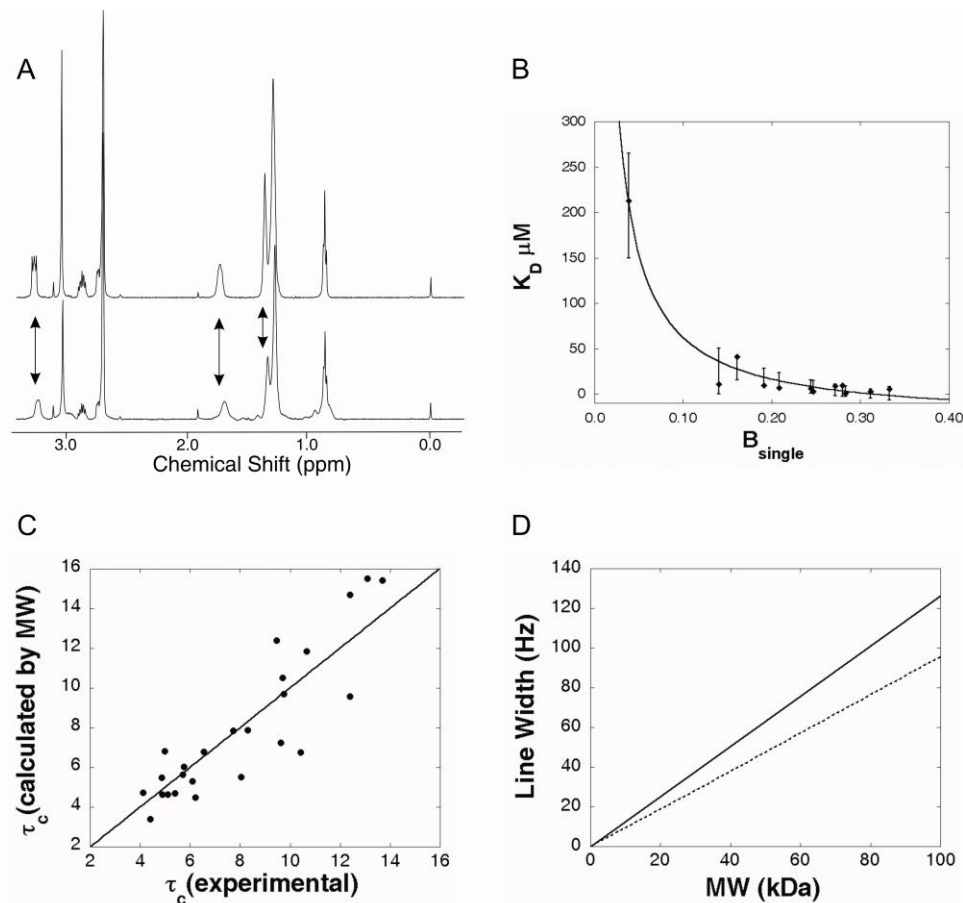 A
3.0 2.0 1.0 0.0
Chemical Shift (ppm)
B
300
250
200
150
100
50
0
K_D μM
0.0 0.10 0.20 0.30 0.40
B_single
C
16
14
12
10
8
6
4
2
τ_c(calculated by MW)
2 4 6 8 10 12 14 16
τ_c(experimental)
D
140
120
100
80
60
40
20
0
Line Width (Hz)
0 20 40 60 80 100
MW (kDa)